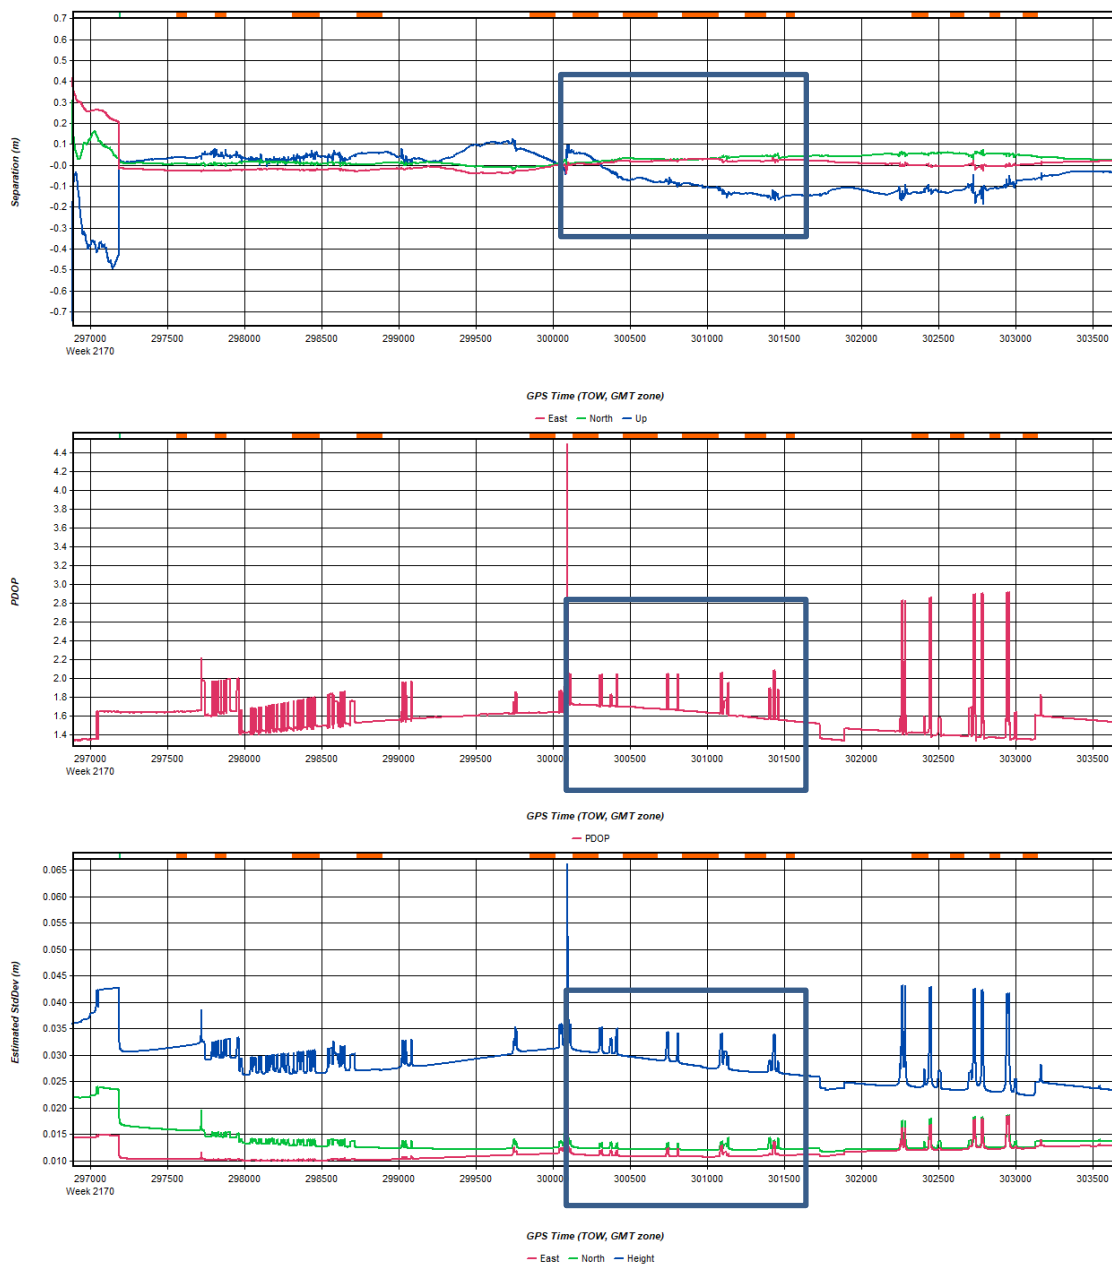 0.7
0.6
0.5
0.4
0.3
0.2
0.1
-0.0
-0.1
-0.2
-0.3
-0.4
-0.5
-0.6
-0.7
Separation (m)
297000 297500 298000 298500 299000 299500 300000 300500 301000 301500 302000 302500 303000 303500
Week 2170
GPS Time (TOW, GMT zone)
East North Up
4.4
4.2
4.0
3.8
3.6
3.4
3.2
3.0
2.8
2.6
2.4
2.2
2.0
1.8
1.6
1.4
PDOP
297000 297500 298000 298500 299000 299500 300000 300500 301000 301500 302000 302500 303000 303500
Week 2170
GPS Time (TOW, GMT zone)
PDOP
0.065
0.060
0.055
0.050
0.045
0.040
0.035
0.030
0.025
0.020
0.015
0.010
Estimated StdDev (m)
297000 297500 298000 298500 299000 299500 300000 300500 301000 301500 302000 302500 303000 303500
Week 2170
GPS Time (TOW, GMT zone)
East North Height